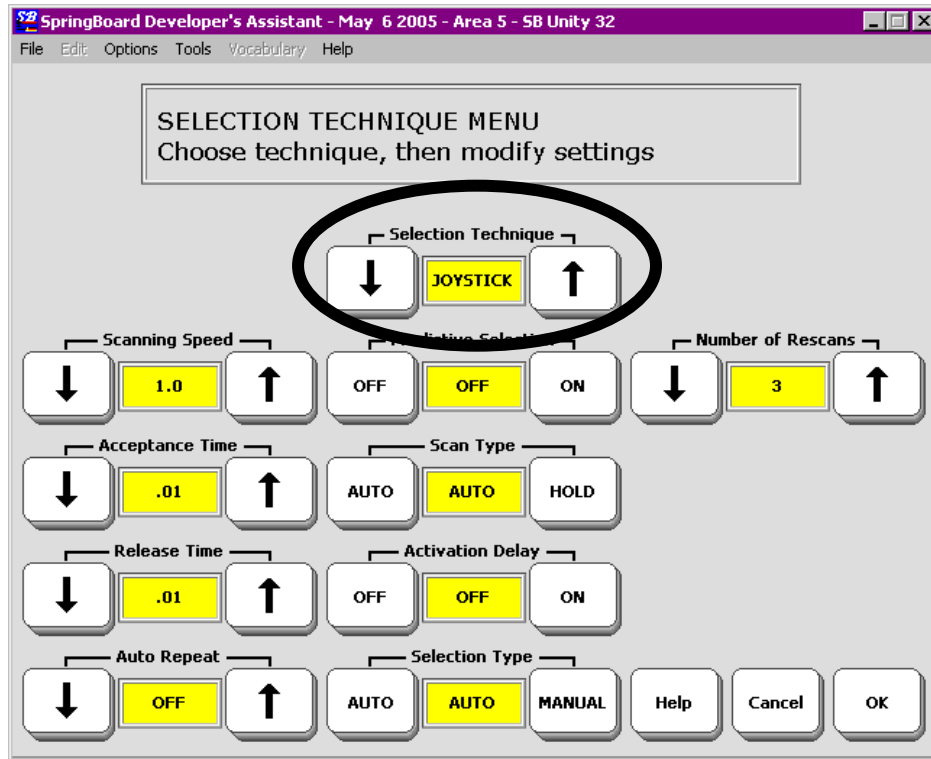 SpringBoard Developer's Assistant - May 6 2005 - Area 5 - SB Unity 32
File Edit Options Tools Vocabulary Help
SELECTION TECHNIQUE MENU
Choose technique, then modify settings
Selection Technique
JOYSTICK
Scanning Speed
1.0
Predictive Selection
OFF OFF ON
Number of Rescans
3
Acceptance Time
.01
Scan Type
AUTO AUTO HOLD
Release Time
.01
Activation Delay
OFF OFF ON
Auto Repeat
OFF
Selection Type
AUTO AUTO MANUAL
Help Cancel OK